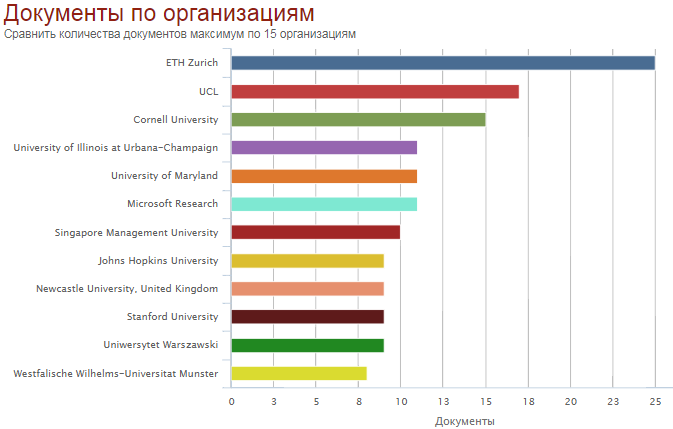 Документы по организациям
Сравнить количества документов максимум по 15 организациям
ETH Zurich
UCL
Cornell University
University of Illinois at Urbana-Champaign
University of Maryland
Microsoft Research
Singapore Management University
Johns Hopkins University
Newcastle University, United Kingdom
Stanford University
Uniwersytet Warszawski
Westfalische Wilhelms-Universitat Munster
0 3 5 8 10 13 15 18 20 23 25
Документы